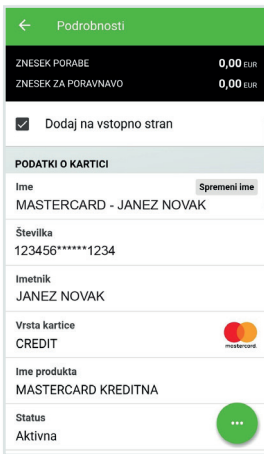 Podrobnosti
ZNESEK PORABE 0,00 EUR
ZNESEK ZA PORAVNAVO 0,00 EUR
Dodaj na vstopno stran
PODATKI O KARTICI
Ime Spremeni ime
MASTERCARD - JANEZ NOVAK
Številka
123456******1234
Imetnik
JANEZ NOVAK
Vrsta kartice
CREDIT
mastercard.
Ime produkta
MASTERCARD KREDITNA
Status
Aktivna